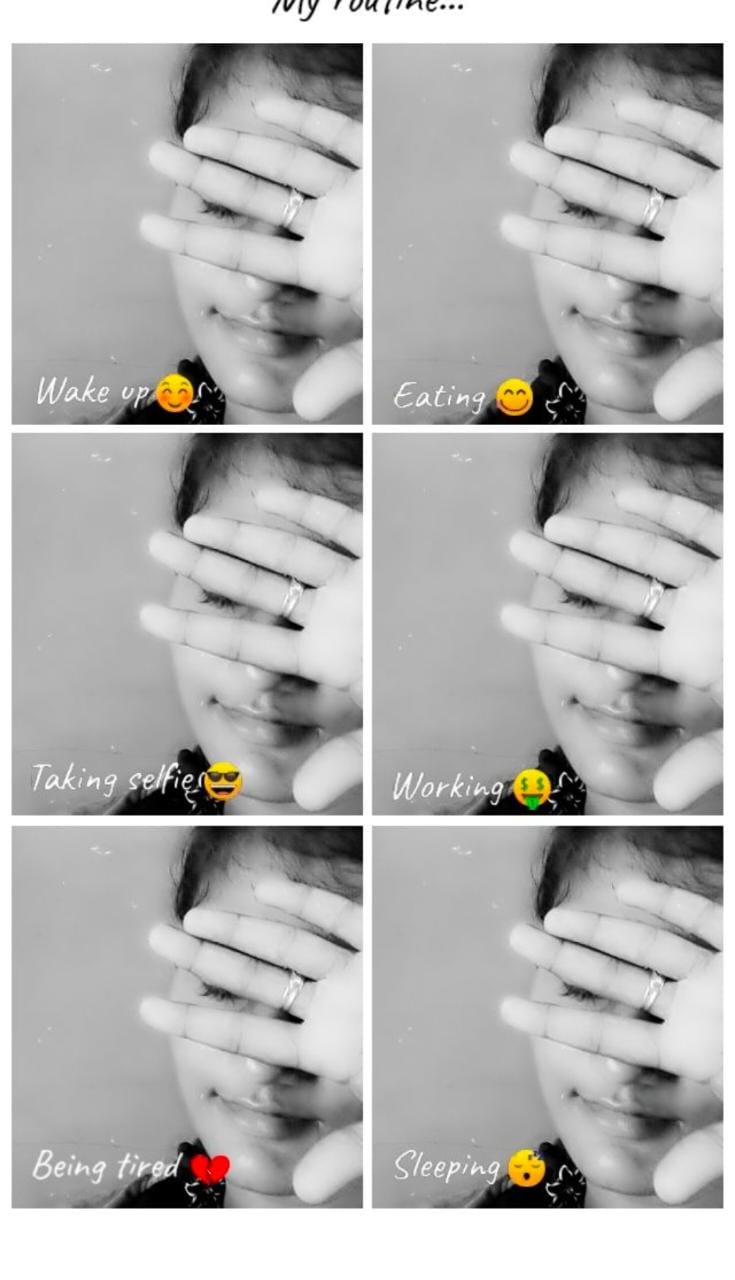 My routine...
Wake up😊
Eating 😋
Taking selfie😎
Working 🤑
Being tired 💔
Sleeping 😴